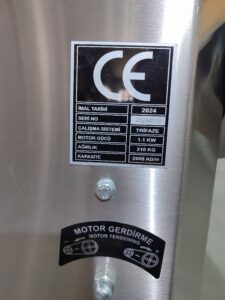 CE
İMAL TARİHİ 2024
SERİ NO
ÇALIŞMA SİSTEMİ TRİFAZE
MOTOR GÜCÜ 1.1 KW
AĞIRLIK 210 KG
KAPASİTE 2000 AD/H
MOTOR GERDİRME
MOTOR TENSIONING